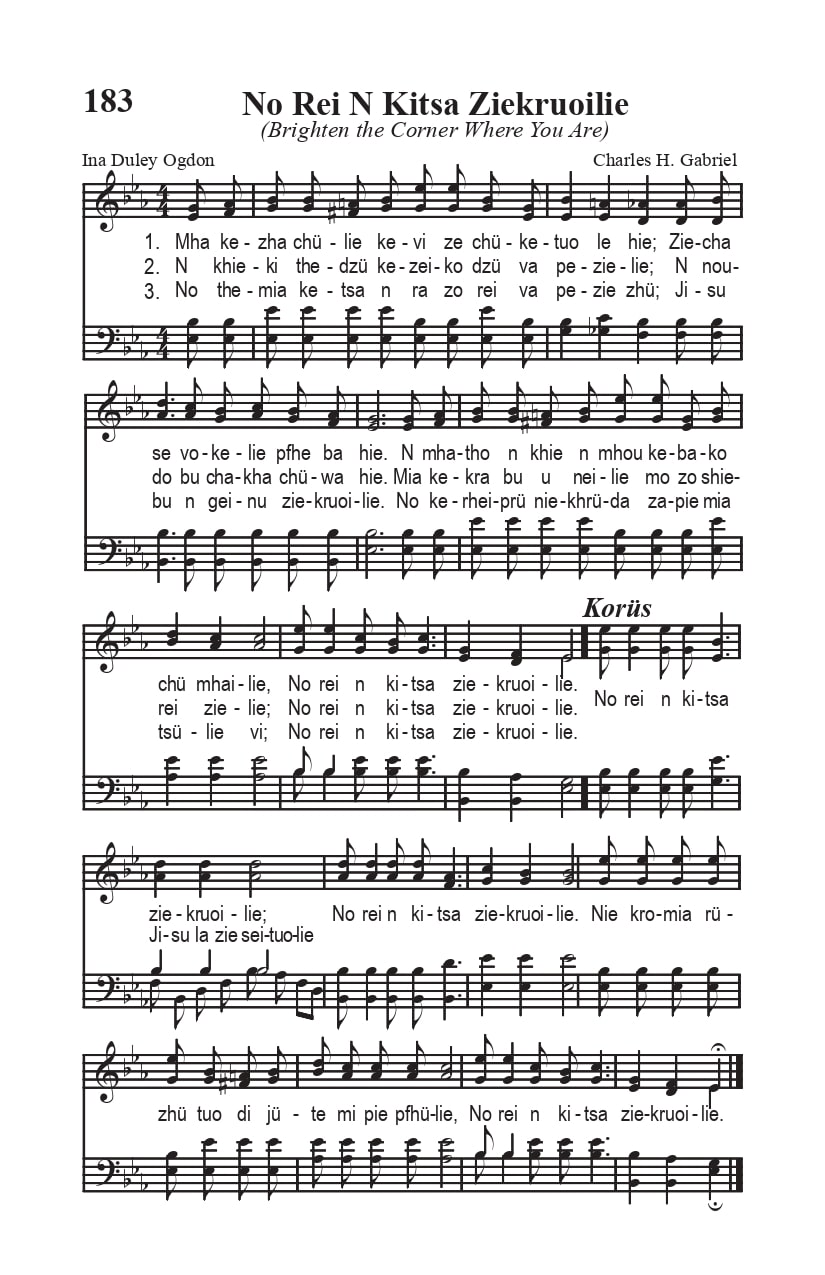 183
No Rei N Kitsa Ziekruoilie
(Brighten the Corner Where You Are)
Ina Duley Ogdon
Charles H. Gabriel
1. Mha ke-zha chü-lie ke-vi ze chü-ke-tuo le hie; Zie-cha
2. N khie-ki the-dzü ke-zei-ko dzü va pe-zie-lie; N nou-
3. No the-mia ke-tsa n ra zo rei va pe-zie zhü; Ji-su
se vo-ke-lie pfhe ba hie. N mha-tho n khie n mhou ke-ba-ko
do bu cha-kha chü-wa hie. Mia ke-kra bu u nei-lie mo zo shie-
bu n gei-nu zie-kruoi-lie. No ke-rhei-prü nie-khrü-da za-pie mia
chü mhai-lie, No rei n ki-tsa zie-kruoi-lie.
rei zie-lie; No rei n ki-tsa zie-kruoi-lie.
tsü-lie vi; No rei n ki-tsa zie-kruoi-lie.
Korüs
No rei n ki-tsa
zie-kruoi-lie; No rei n ki-tsa zie-kruoi-lie. Nie kro-mia rü-
Ji-su la zie sei-tuo-lie
zhü tuo di jü-te mi pie pfhü-lie, No rei n ki-tsa zie-kruoi-lie.